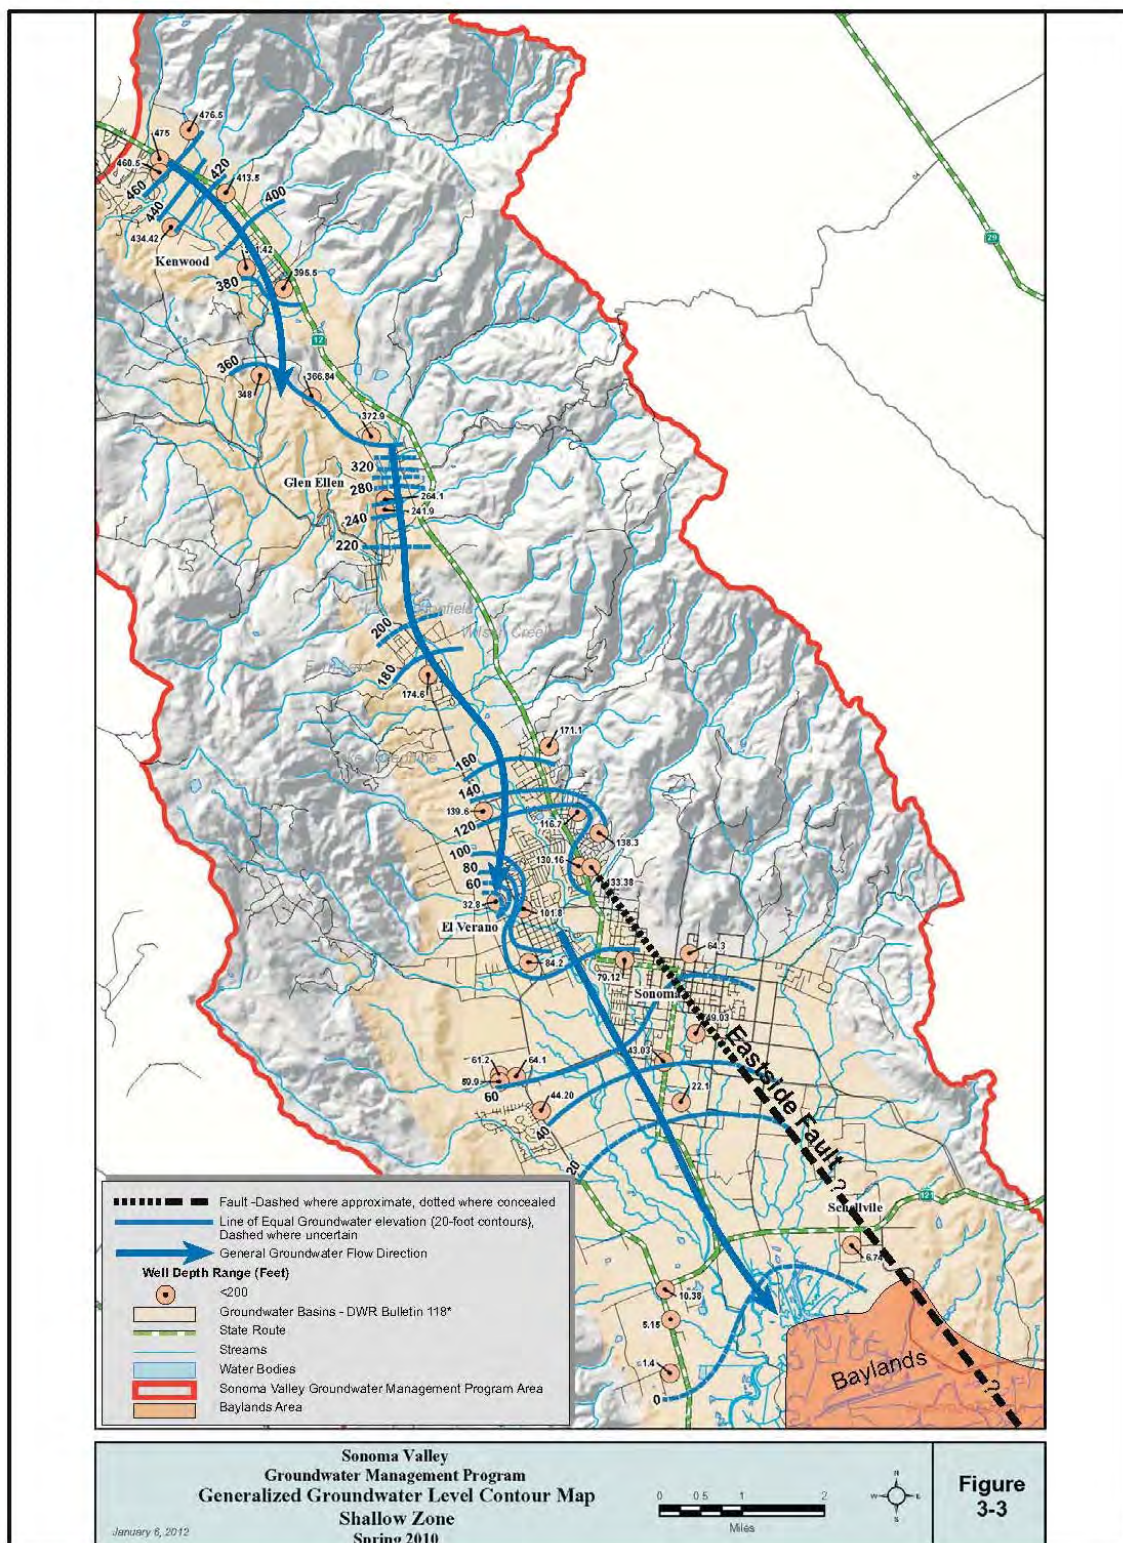 476.5
475
460.5
420
413.5
460
440
400
434.42
Kenwood
380
395.5
12
29
360
348
366.84
372.9
320
Glen Ellen
280
264.1
240
241.9
220
200
180
174.6
171.1
160
140
139.6
120
116.7
138.3
100
130.16
80
133.38
60
32.8
101.8
El Verano
84.2
79.12
64.3
Sonoma
49.03
43.03
Eastside Fault
?
61.2
64.1
59.9
60
44.20
22.1
40
20
121
Schellvile
6.74
10.38
5.15
1.4
0
Baylands
?
Fault -Dashed where approximate, dotted where concealed
Line of Equal Groundwater elevation (20-foot contours),
Dashed where uncertain
General Groundwater Flow Direction
Well Depth Range (Feet)
<200
Groundwater Basins - DWR Bulletin 118*
State Route
Streams
Water Bodies
Sonoma Valley Groundwater Management Program Area
Baylands Area
Sonoma Valley
Groundwater Management Program
Generalized Groundwater Level Contour Map
Shallow Zone
Spring 2010
January 6, 2012
0 0.5 1 2
Miles
N
W E
S
Figure
3-3